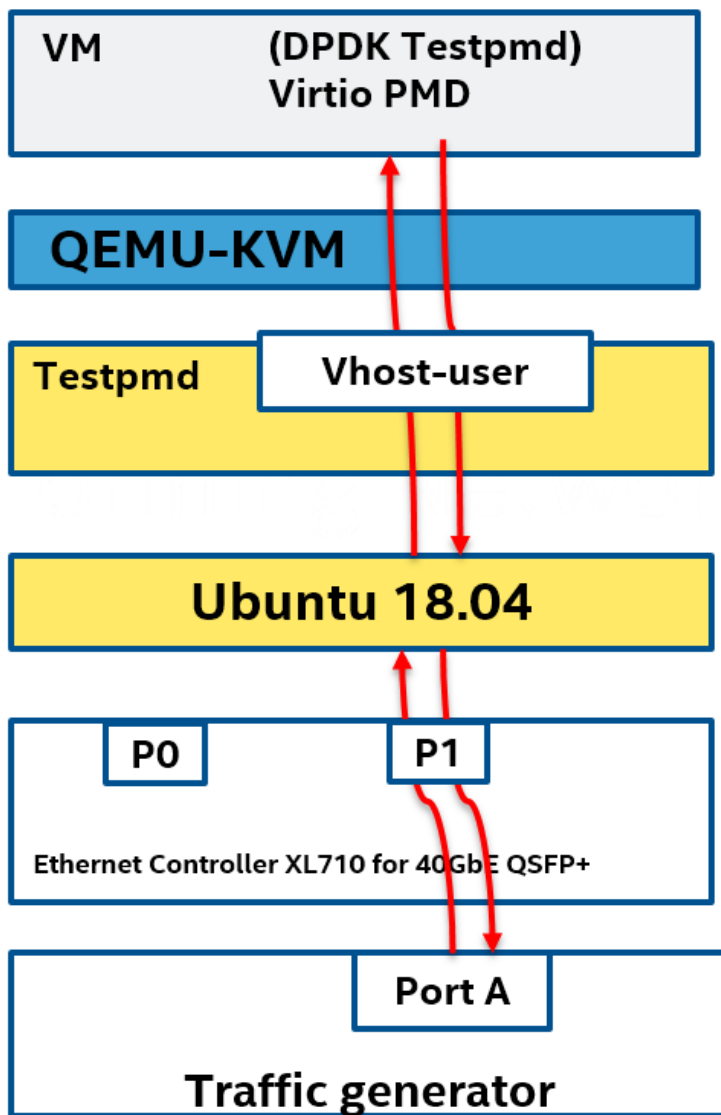 VM (DPDK Testpmd)
Virtio PMD
QEMU-KVM
Testpmd
Vhost-user
Ubuntu 18.04
P0 P1
Ethernet Controller XL710 for 40GbE QSFP+
Port A
Traffic generator